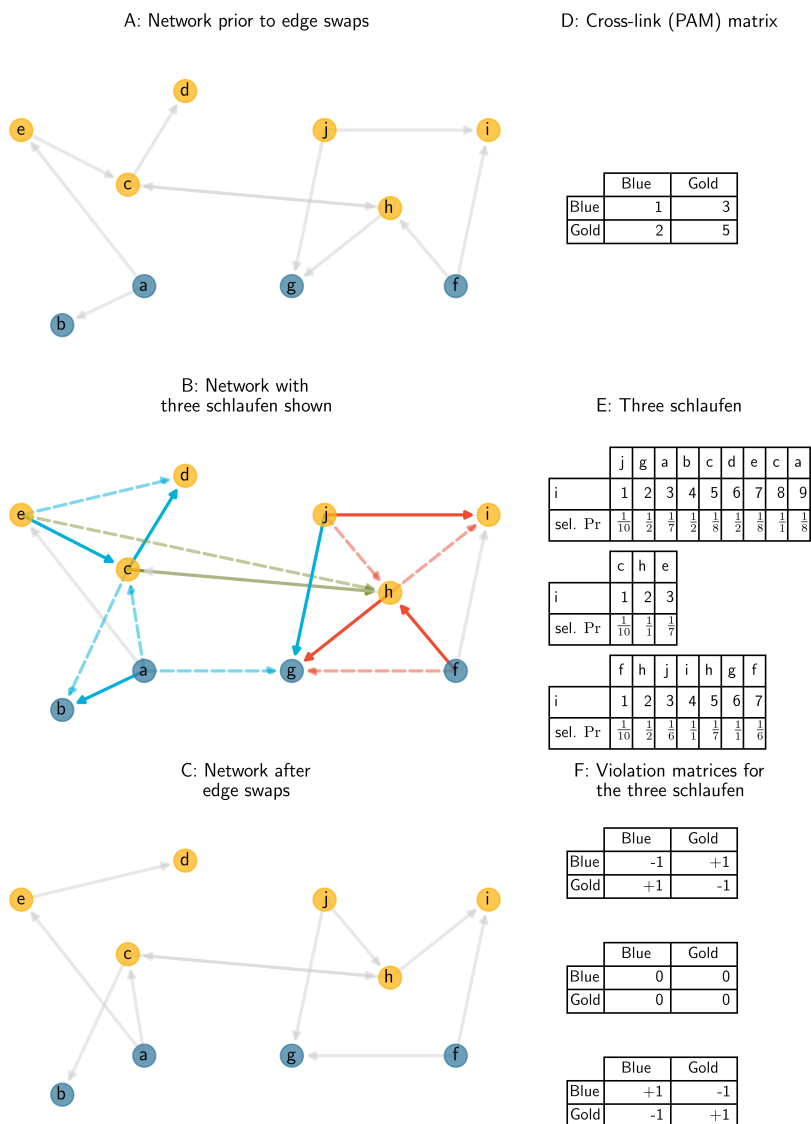 A: Network prior to edge swaps
d
e
j
i
c
h
a
g
f
b
D: Cross-link (PAM) matrix
Blue Gold
Blue 1 3
Gold 2 5
B: Network with
three schlaufen shown
d
e
j
i
c
h
a
g
f
b
E: Three schlaufen
j g a b c d e c a
i 1 2 3 4 5 6 7 8 9
sel. Pr 1/10 1/2 1/7 1/2 1/8 1/2 1/8 1/1 1/8
c h e
i 1 2 3
sel. Pr 1/10 1/1 1/7
f h j i h g f
i 1 2 3 4 5 6 7
sel. Pr 1/10 1/2 1/6 1/1 1/7 1/1 1/6
C: Network after
edge swaps
d
e
j
i
c
h
a
g
f
b
F: Violation matrices for
the three schlaufen
Blue Gold
Blue -1 +1
Gold +1 -1
Blue Gold
Blue 0 0
Gold 0 0
Blue Gold
Blue +1 -1
Gold -1 +1